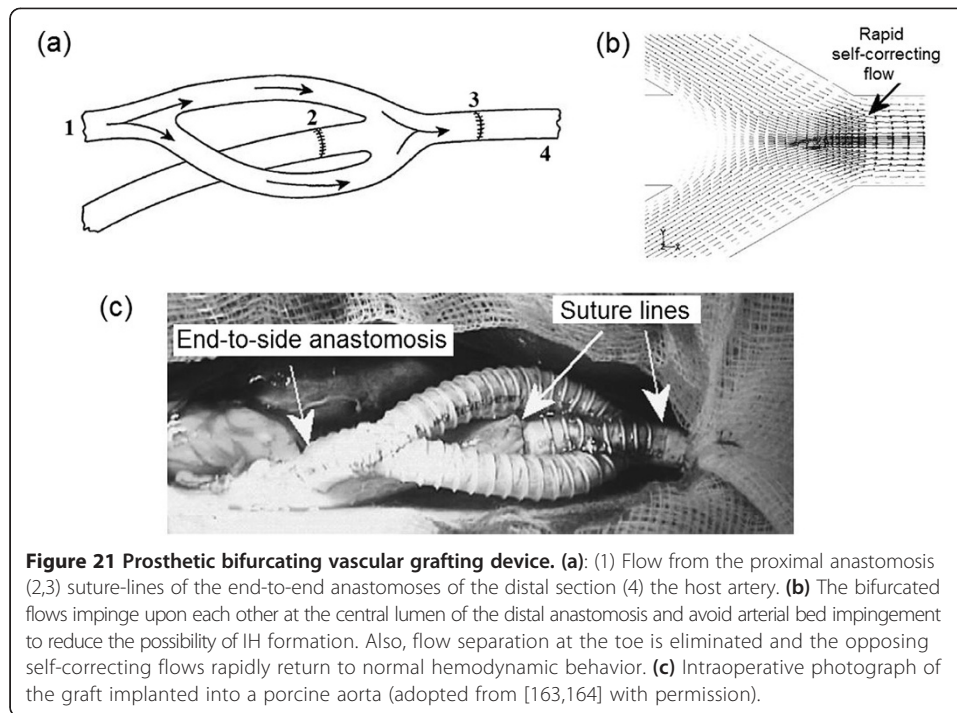 (a)
(b)
Rapid
self-correcting
flow
1
2
3
4
Y
X
(c)
Suture lines
End-to-side anastomosis
Figure 21 Prosthetic bifurcating vascular grafting device. (a): (1) Flow from the proximal anastomosis
(2,3) suture-lines of the end-to-end anastomoses of the distal section (4) the host artery. (b) The bifurcated
flows impinge upon each other at the central lumen of the distal anastomosis and avoid arterial bed impingement
to reduce the possibility of IH formation. Also, flow separation at the toe is eliminated and the opposing
self-correcting flows rapidly return to normal hemodynamic behavior. (c) Intraoperative photograph of
the graft implanted into a porcine aorta (adopted from [163,164] with permission).